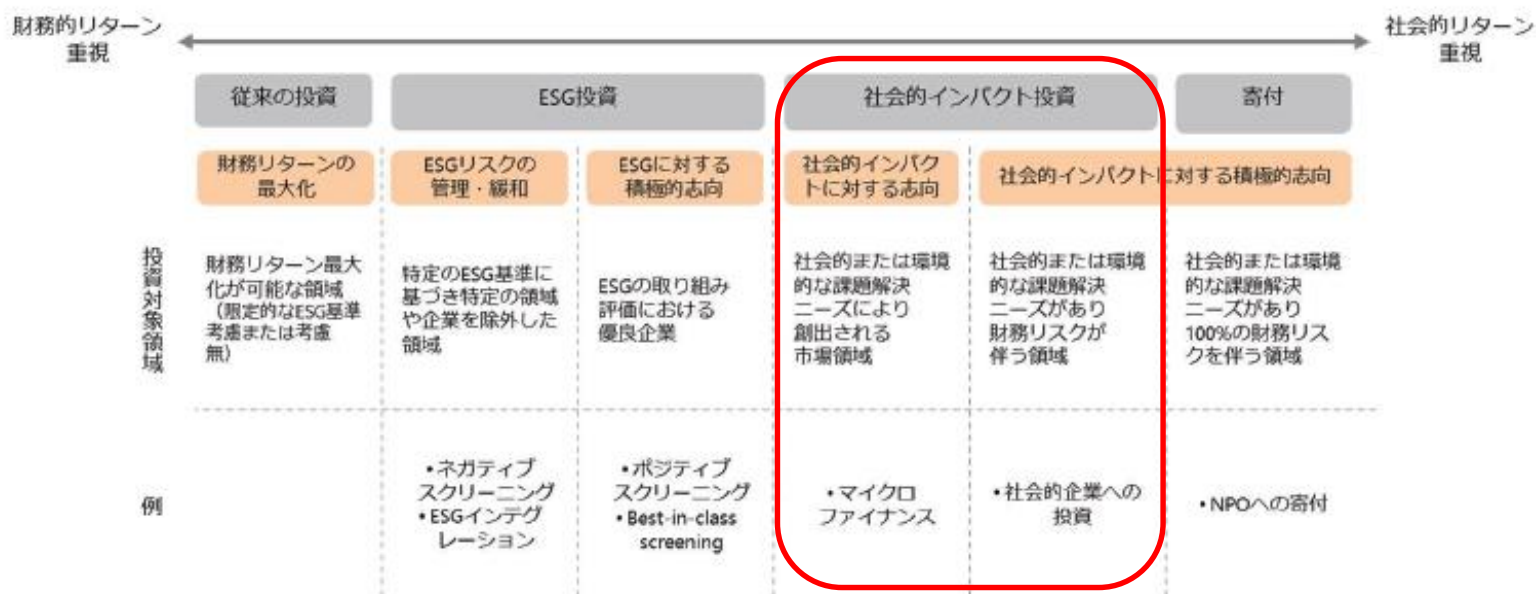 財務的リターン
重視
社会的リターン
重視
従来の投資
ESG投資
社会的インパクト投資
寄付
財務リターンの
最大化
ESGリスクの
管理・緩和
ESGに対する
積極的志向
社会的インパク
トに対する志向
社会的インパクトに対する積極的志向
投資対象領域
財務リターン最大
化が可能な領域
（限定的なESG基準
考慮または考慮
無）
特定のESG基準に
基づき特定の領域
や企業を除外した
領域
ESGの取り組み
評価における
優良企業
社会的または環境
的な課題解決
ニーズにより
創出される
市場領域
社会的または環境
的な課題解決
ニーズがあり
財務リスクが
伴う領域
社会的または環境
的な課題解決
ニーズがあり
100%の財務リス
クを伴う領域
例
•ネガティブ
スクリーニング
•ESGインテグ
レーション
•ポジティブ
スクリーニング
•Best-in-class
screening
•マイクロ
ファイナンス
•社会的企業への
投資
•NPOへの寄付